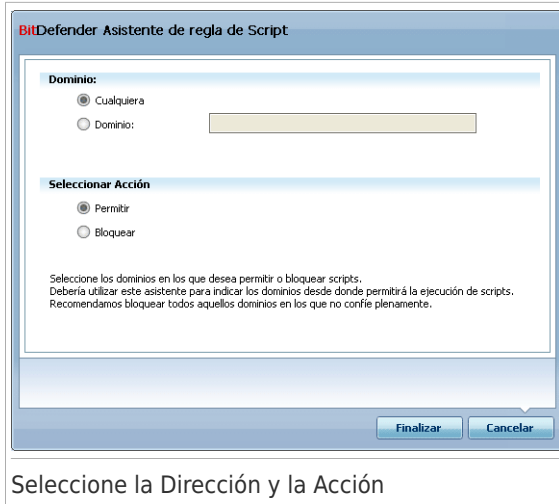 BitDefender Asistente de regla de Script
Dominio:
Cualquiera
Dominio:
Seleccionar Acción
Permitir
Bloquear
Seleccione los dominios en los que desea permitir o bloquear scripts.
Debería utilizar este asistente para indicar los dominios desde donde permitirá la ejecución de scripts.
Recomendamos bloquear todos aquellos dominios en los que no confíe plenamente.
Finalizar Cancelar
Seleccione la Dirección y la Acción